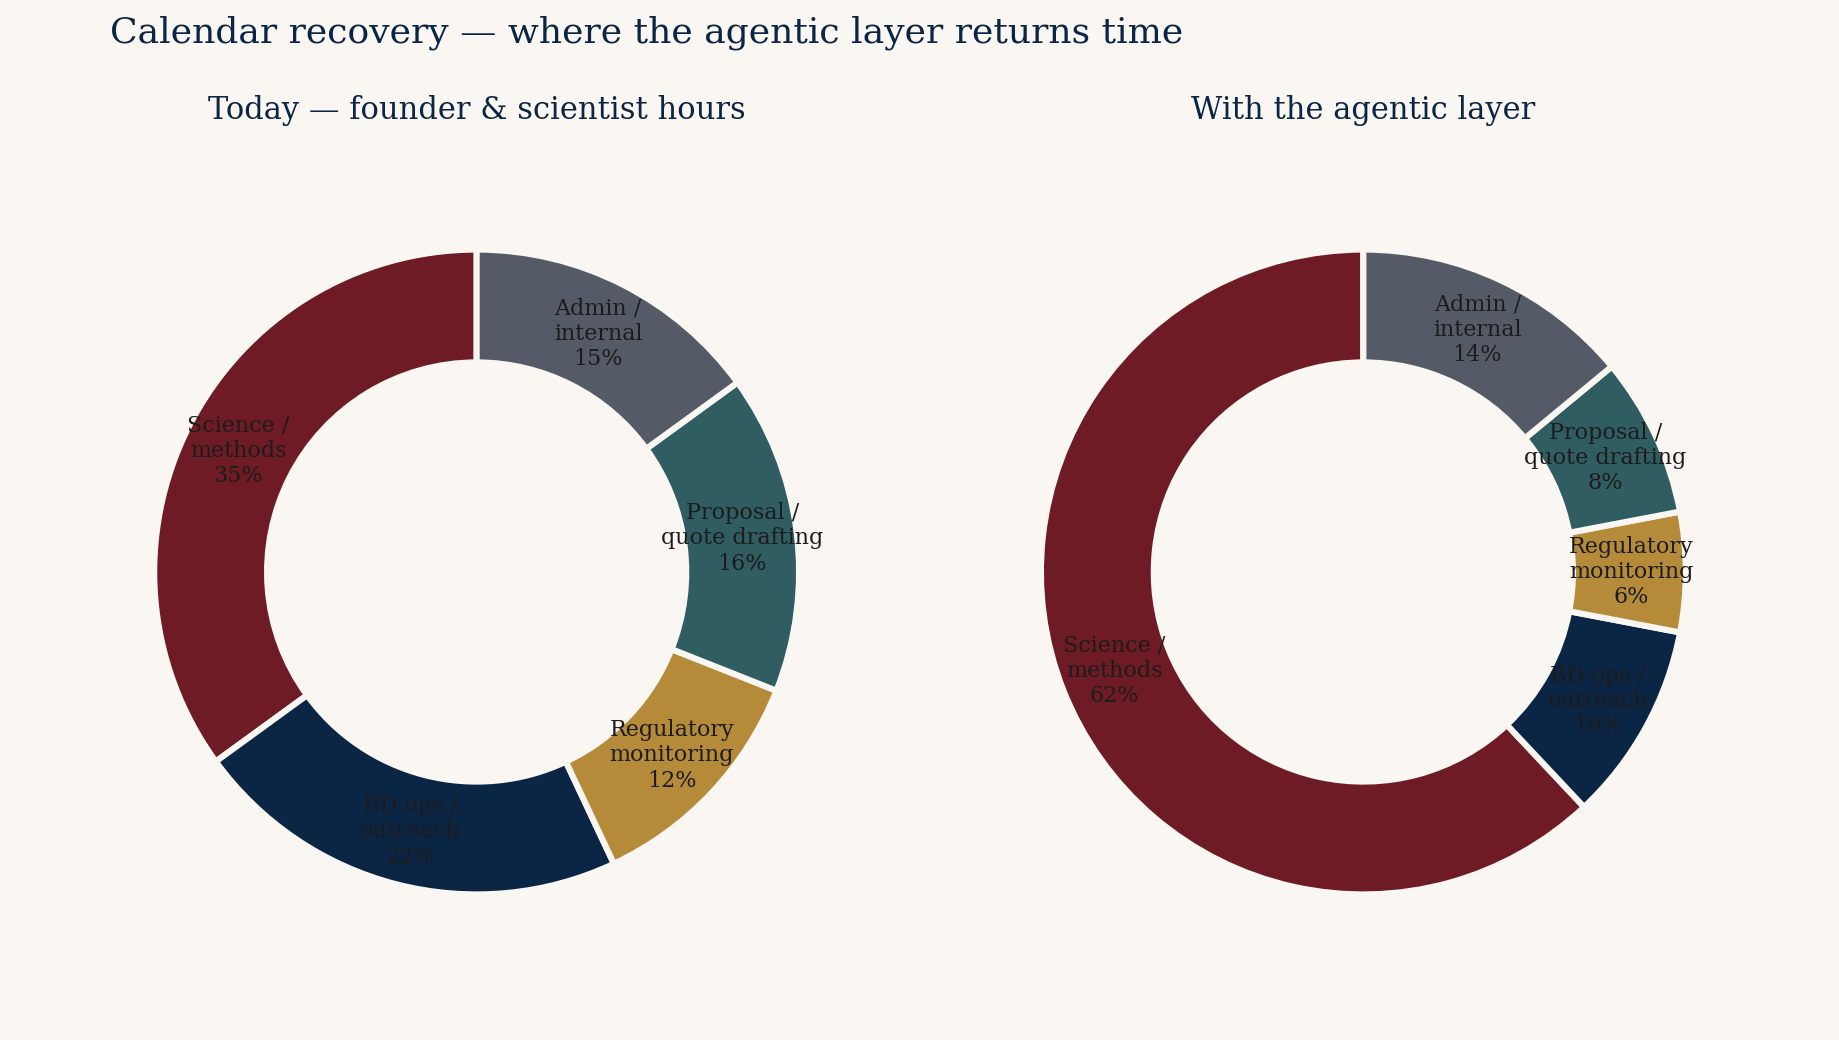 Calendar recovery — where the agentic layer returns time
Today — founder & scientist hours
Admin /
internal
15%
Proposal /
quote drafting
16%
Regulatory
monitoring
12%
BD ops /
outreach
22%
Science /
methods
35%
With the agentic layer
Admin /
internal
14%
Proposal /
quote drafting
8%
Regulatory
monitoring
6%
BD ops /
outreach
10%
Science /
methods
62%